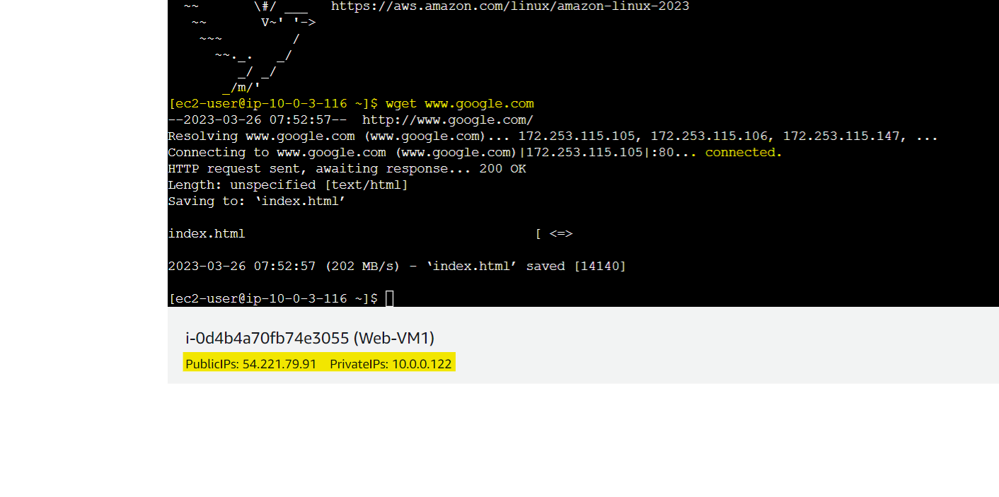 ~~       \#/ ___   https://aws.amazon.com/linux/amazon-linux-2023
~~       V~' '->
~~~         /
~~._.   _/
_/ _/
_/m/'
[ec2-user@ip-10-0-3-116 ~]$ wget www.google.com
--2023-03-26 07:52:57--  http://www.google.com/
Resolving www.google.com (www.google.com)... 172.253.115.105, 172.253.115.106, 172.253.115.147, ...
Connecting to www.google.com (www.google.com)|172.253.115.105|:80... connected.
HTTP request sent, awaiting response... 200 OK
Length: unspecified [text/html]
Saving to: ‘index.html’
index.html                                     [ <=>
2023-03-26 07:52:57 (202 MB/s) - ‘index.html’ saved [14140]
[ec2-user@ip-10-0-3-116 ~]$
i-0d4b4a70fb74e3055 (Web-VM1)
PublicIPs: 54.221.79.91    PrivateIPs: 10.0.0.122